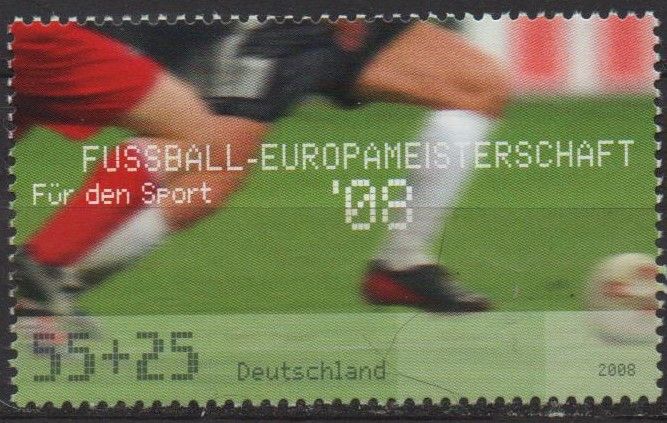 FUSSBALL-EUROPAMEISTERSCHAFT
Für den Sport
'08
55+25
Deutschland
2008